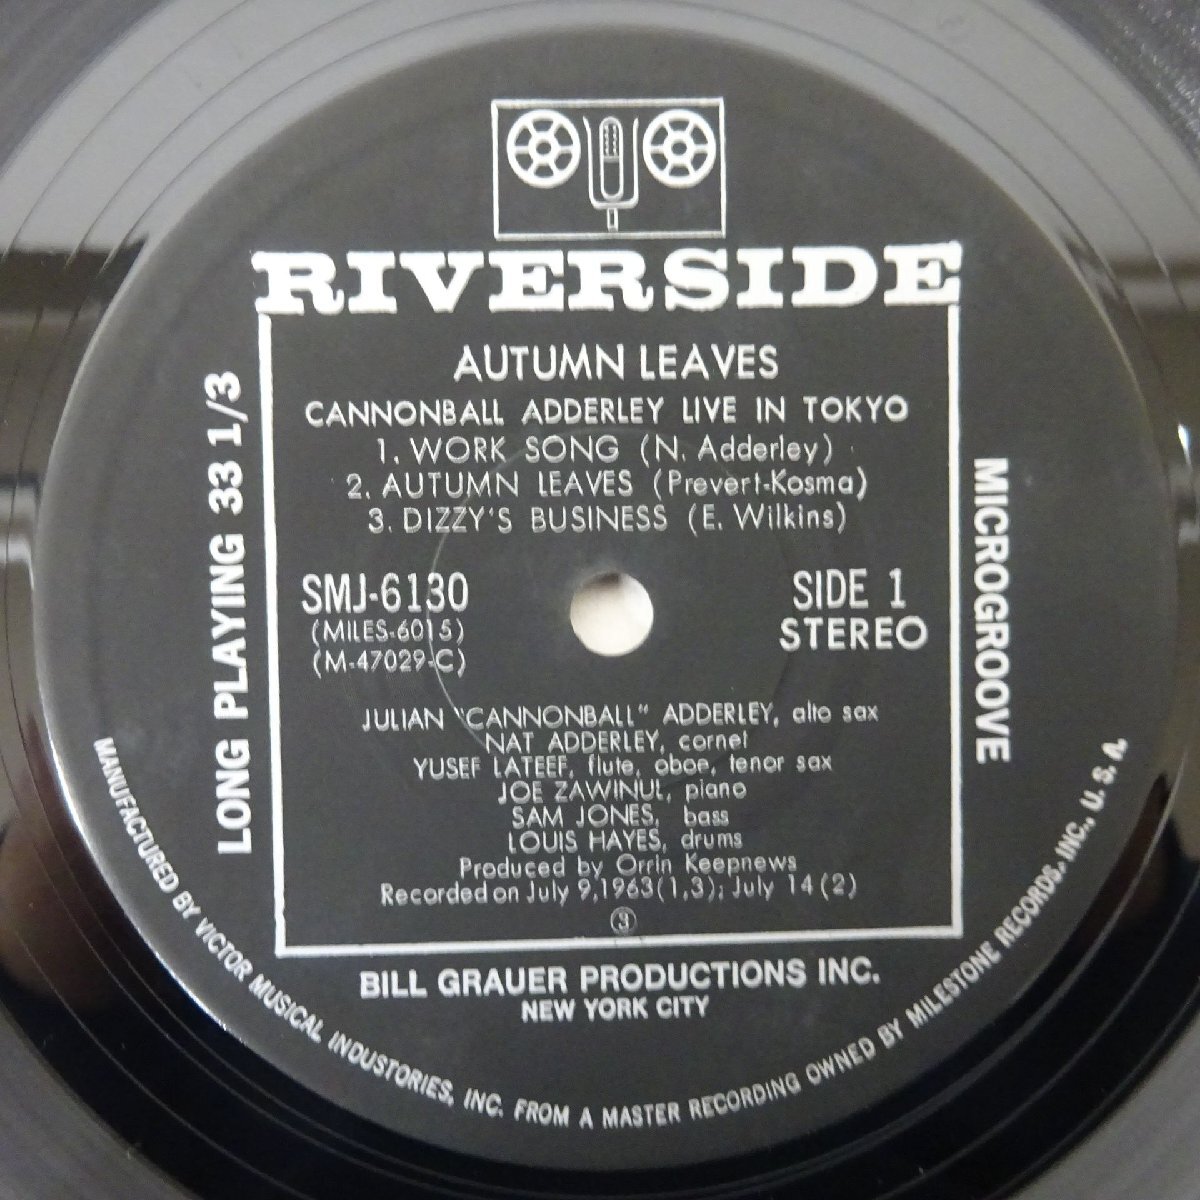 RIVERSIDE
AUTUMN LEAVES
CANNONBALL ADDERLEY LIVE IN TOKYO
1. WORK SONG (N. Adderley)
2. AUTUMN LEAVES (Prevert-Kosma)
3. DIZZY'S BUSINESS (E. Wilkins)
SMJ-6130
(MILES-6015)
(M-47029-C)
SIDE 1
STEREO
LONG PLAYING 33 1/3
MICROGROOVE
JULIAN "CANNONBALL" ADDERLEY, alto sax
NAT ADDERLEY, cornet
YUSEF LATEEF, flute, oboe, tenor sax
JOE ZAWINUL, piano
SAM JONES, bass
LOUIS HAYES, drums
Produced by Orrin Keepnews
Recorded on July 9, 1963 (1, 3); July 14 (2)
③
BILL GRAUER PRODUCTIONS INC.
NEW YORK CITY
MANUFACTURED BY VICTOR MUSICAL INDUSTORIES, INC. FROM A MASTER RECORDING OWNED BY MILESTONE RECORDS, INC., U. S. A.